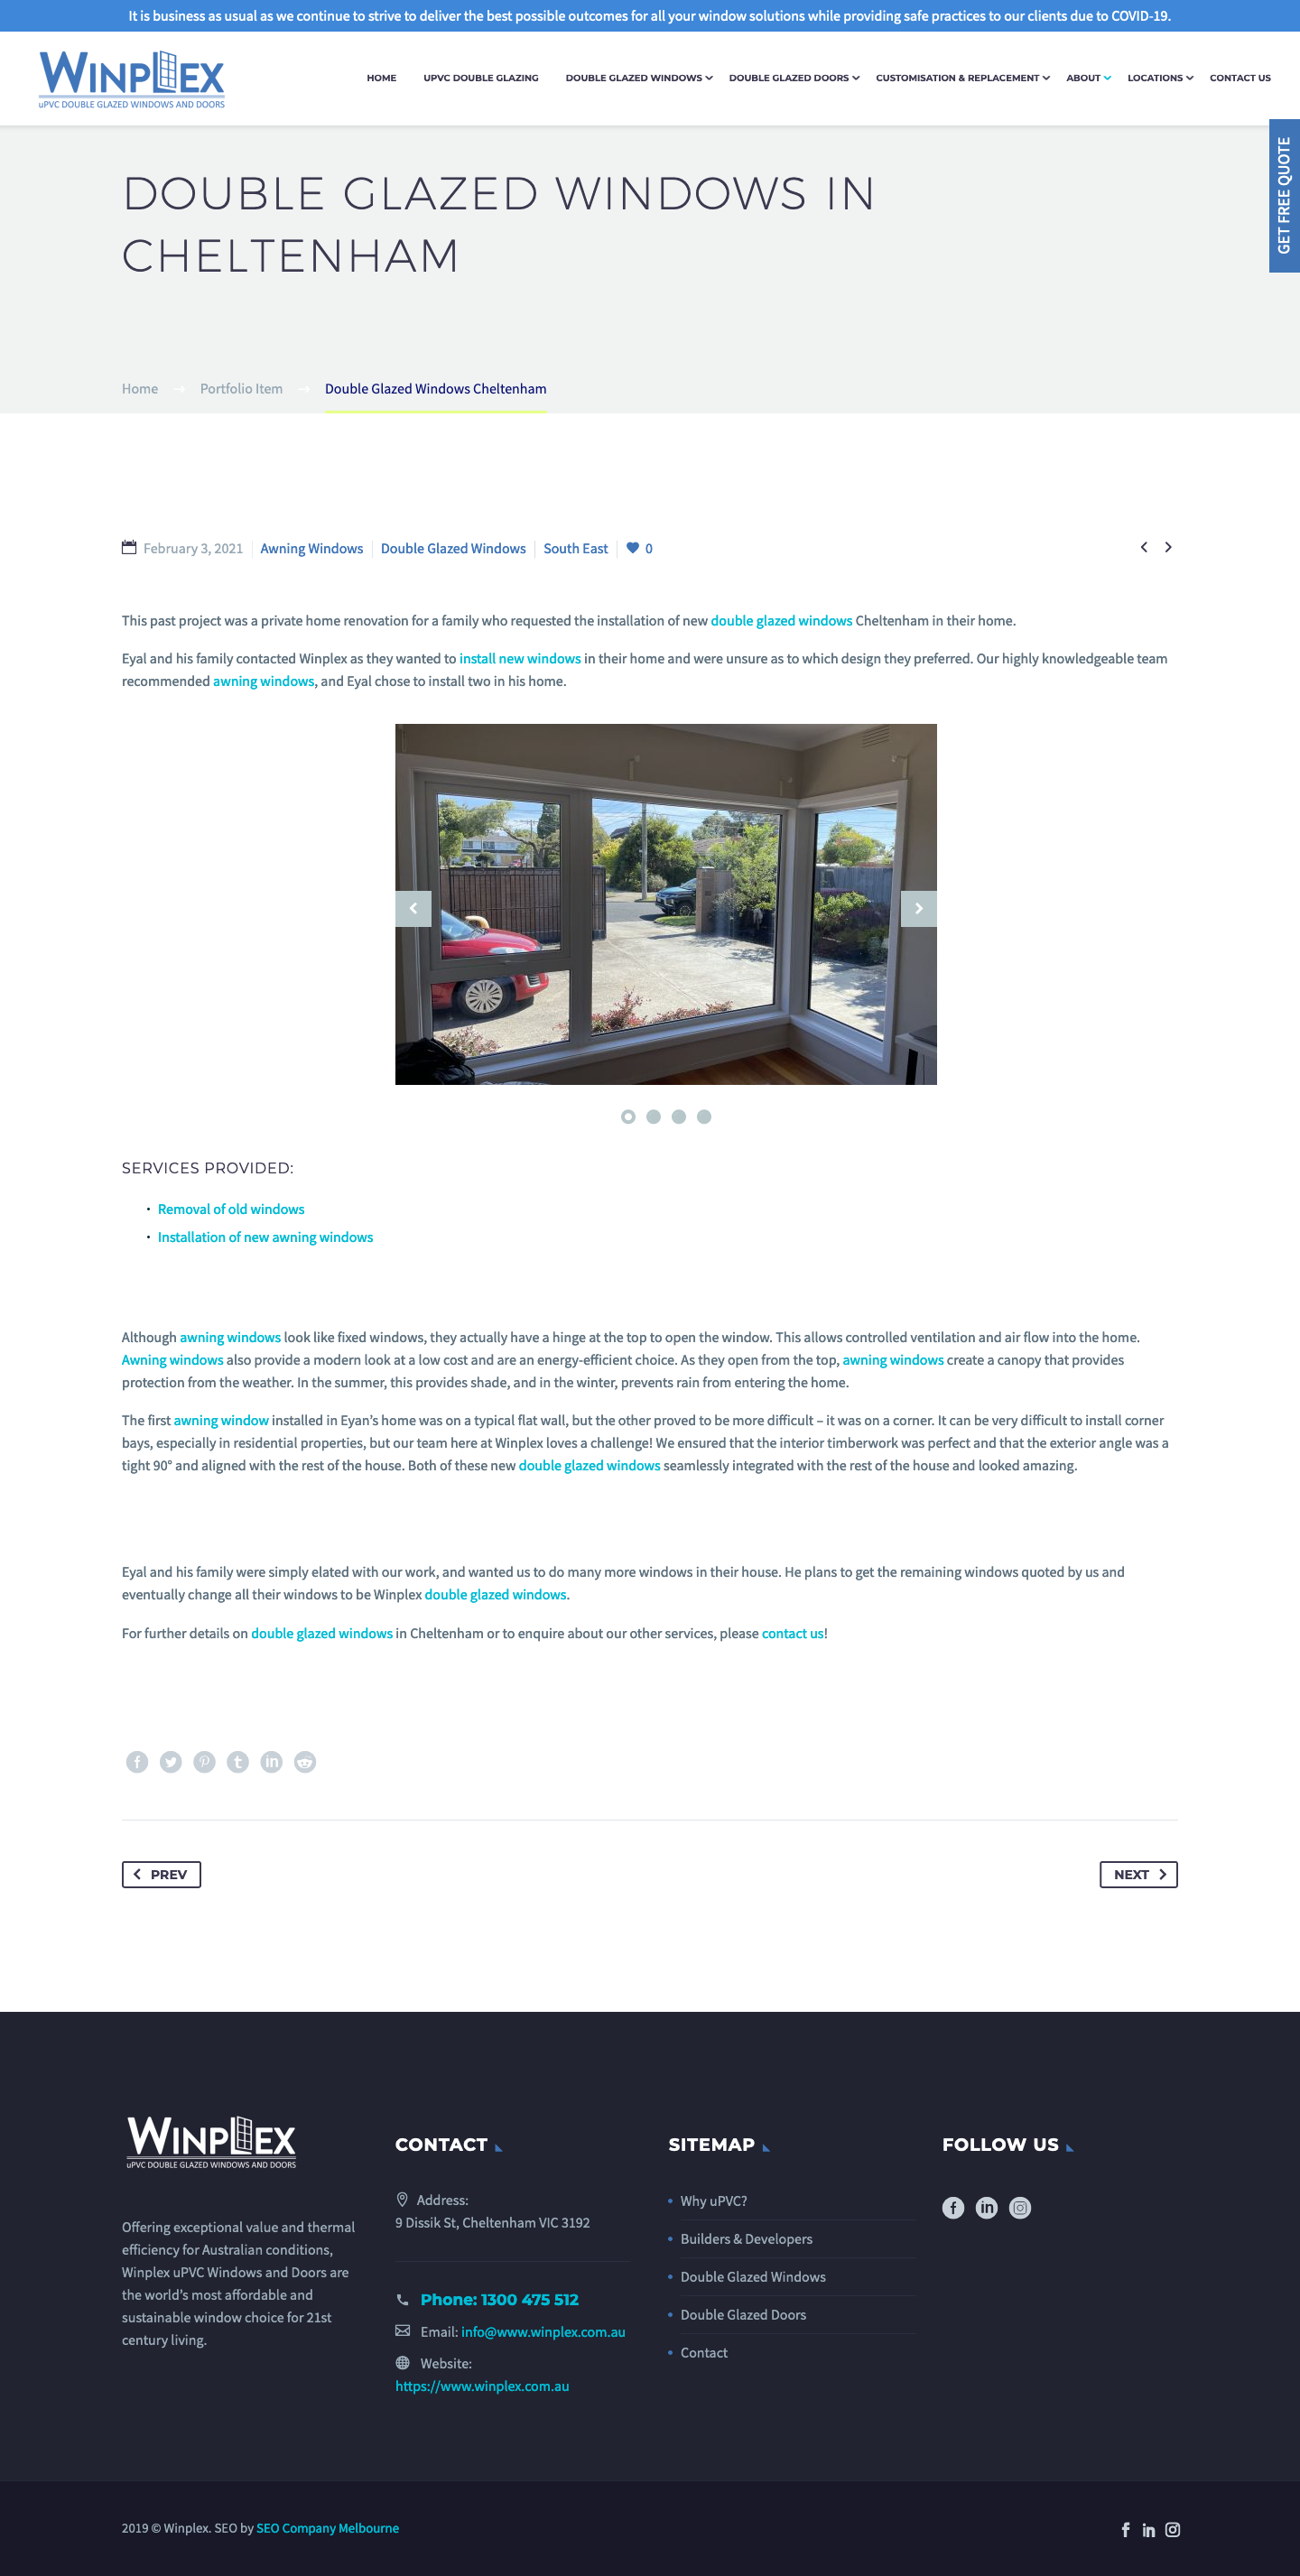 It is business as usual as we continue to strive to deliver the best possible outcomes for all your window solutions while providing safe practices to our clients due to COVID-19.
WINPLEX
uPVC DOUBLE GLAZED WINDOWS AND DOORS
HOME UPVC DOUBLE GLAZING DOUBLE GLAZED WINDOWS DOUBLE GLAZED DOORS CUSTOMISATION & REPLACEMENT ABOUT LOCATIONS CONTACT US
GET FREE QUOTE
DOUBLE GLAZED WINDOWS IN
CHELTENHAM
Home Portfolio Item Double Glazed Windows Cheltenham
February 3, 2021 Awning Windows Double Glazed Windows South East 0
This past project was a private home renovation for a family who requested the installation of new double glazed windows Cheltenham in their home.
Eyal and his family contacted Winplex as they wanted to install new windows in their home and were unsure as to which design they preferred. Our highly knowledgeable team
recommended awning windows, and Eyal chose to install two in his home.
SERVICES PROVIDED:
• Removal of old windows
• Installation of new awning windows
Although awning windows look like fixed windows, they actually have a hinge at the top to open the window. This allows controlled ventilation and air flow into the home.
Awning windows also provide a modern look at a low cost and are an energy-efficient choice. As they open from the top, awning windows create a canopy that provides
protection from the weather. In the summer, this provides shade, and in the winter, prevents rain from entering the home.
The first awning window installed in Eyan’s home was on a typical flat wall, but the other proved to be more difficult – it was on a corner. It can be very difficult to install corner
bays, especially in residential properties, but our team here at Winplex loves a challenge! We ensured that the interior timberwork was perfect and that the exterior angle was a
tight 90° and aligned with the rest of the house. Both of these new double glazed windows seamlessly integrated with the rest of the house and looked amazing.
Eyal and his family were simply elated with our work, and wanted us to do many more windows in their house. He plans to get the remaining windows quoted by us and
eventually change all their windows to be Winplex double glazed windows.
For further details on double glazed windows in Cheltenham or to enquire about our other services, please contact us!
PREV
NEXT
WINPLEX
uPVC DOUBLE GLAZED WINDOWS AND DOORS
Offering exceptional value and thermal
efficiency for Australian conditions,
Winplex uPVC Windows and Doors are
the world's most affordable and
sustainable window choice for 21st
century living.
CONTACT
Address:
9 Dissik St, Cheltenham VIC 3192
Phone: 1300 475 512
Email: info@www.winplex.com.au
Website:
https://www.winplex.com.au
SITEMAP
Why uPVC?
Builders & Developers
Double Glazed Windows
Double Glazed Doors
Contact
FOLLOW US
2019 © Winplex. SEO by SEO Company Melbourne